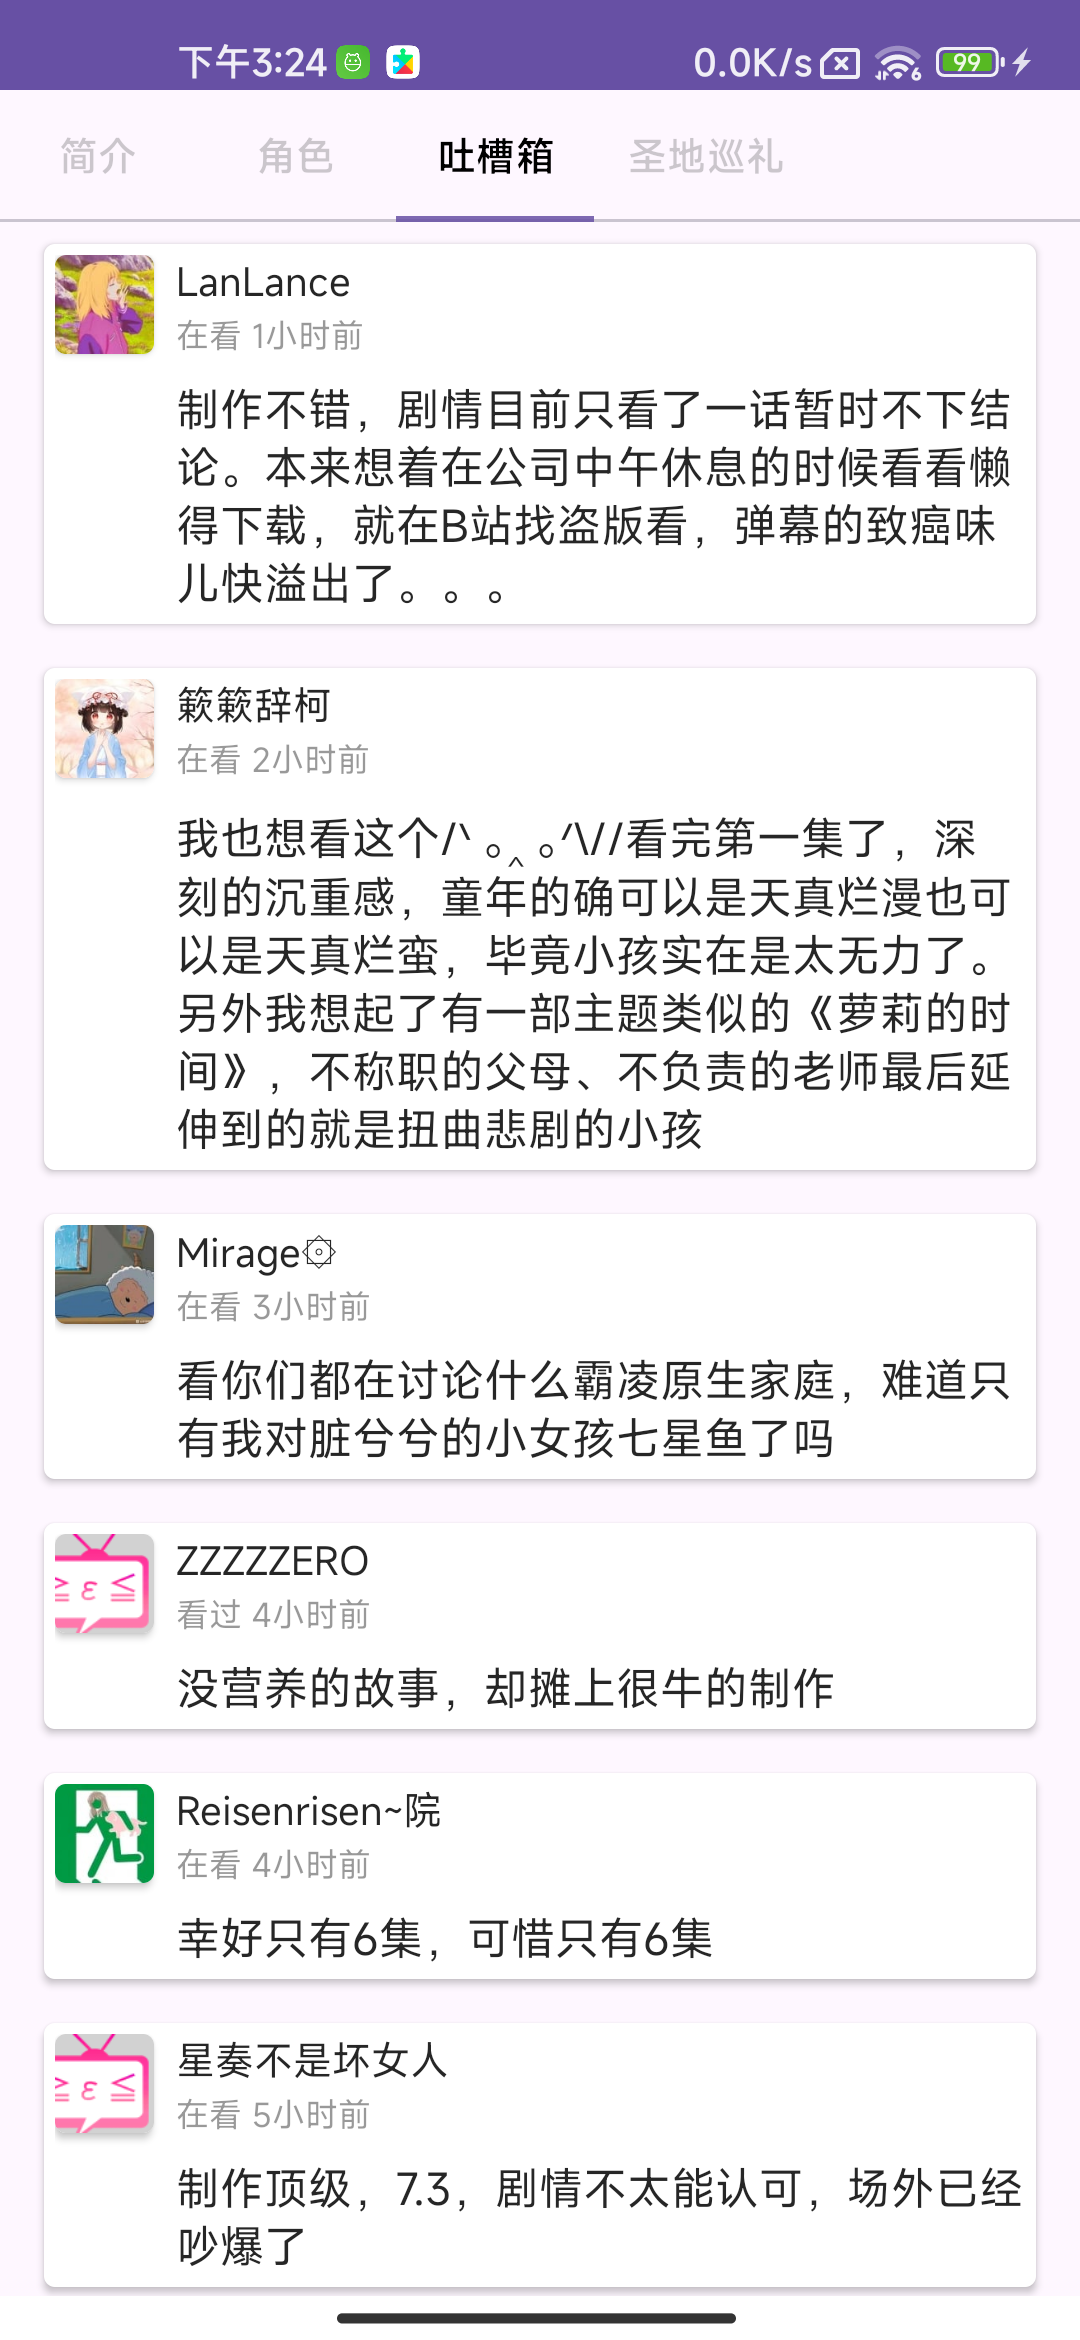 下午3:24
0.0K/s
6
99
简介 角色 吐槽箱 圣地巡礼
LanLance
在看 1小时前
制作不错，剧情目前只看了一话暂时不下结
论。本来想着在公司中午休息的时候看看懒
得下载，就在B站找盗版看，弹幕的致癌味
儿快溢出了。。。
簌簌辞柯
在看 2小时前
我也想看这个/ᐠ ｡‸｡ᐟ\//看完第一集了，深
刻的沉重感，童年的确可以是天真烂漫也可
以是天真烂蛮，毕竟小孩实在是太无力了。
另外我想起了有一部主题类似的《萝莉的时
间》，不称职的父母、不负责的老师最后延
伸到的就是扭曲悲剧的小孩
Mirage۞
在看 3小时前
看你们都在讨论什么霸凌原生家庭，难道只
有我对脏兮兮的小女孩七星鱼了吗
ZZZZZERO
看过 4小时前
没营养的故事，却摊上很牛的制作
Reisenrisen~院
在看 4小时前
幸好只有6集，可惜只有6集
星奏不是坏女人
在看 5小时前
制作顶级，7.3，剧情不太能认可，场外已经
吵爆了